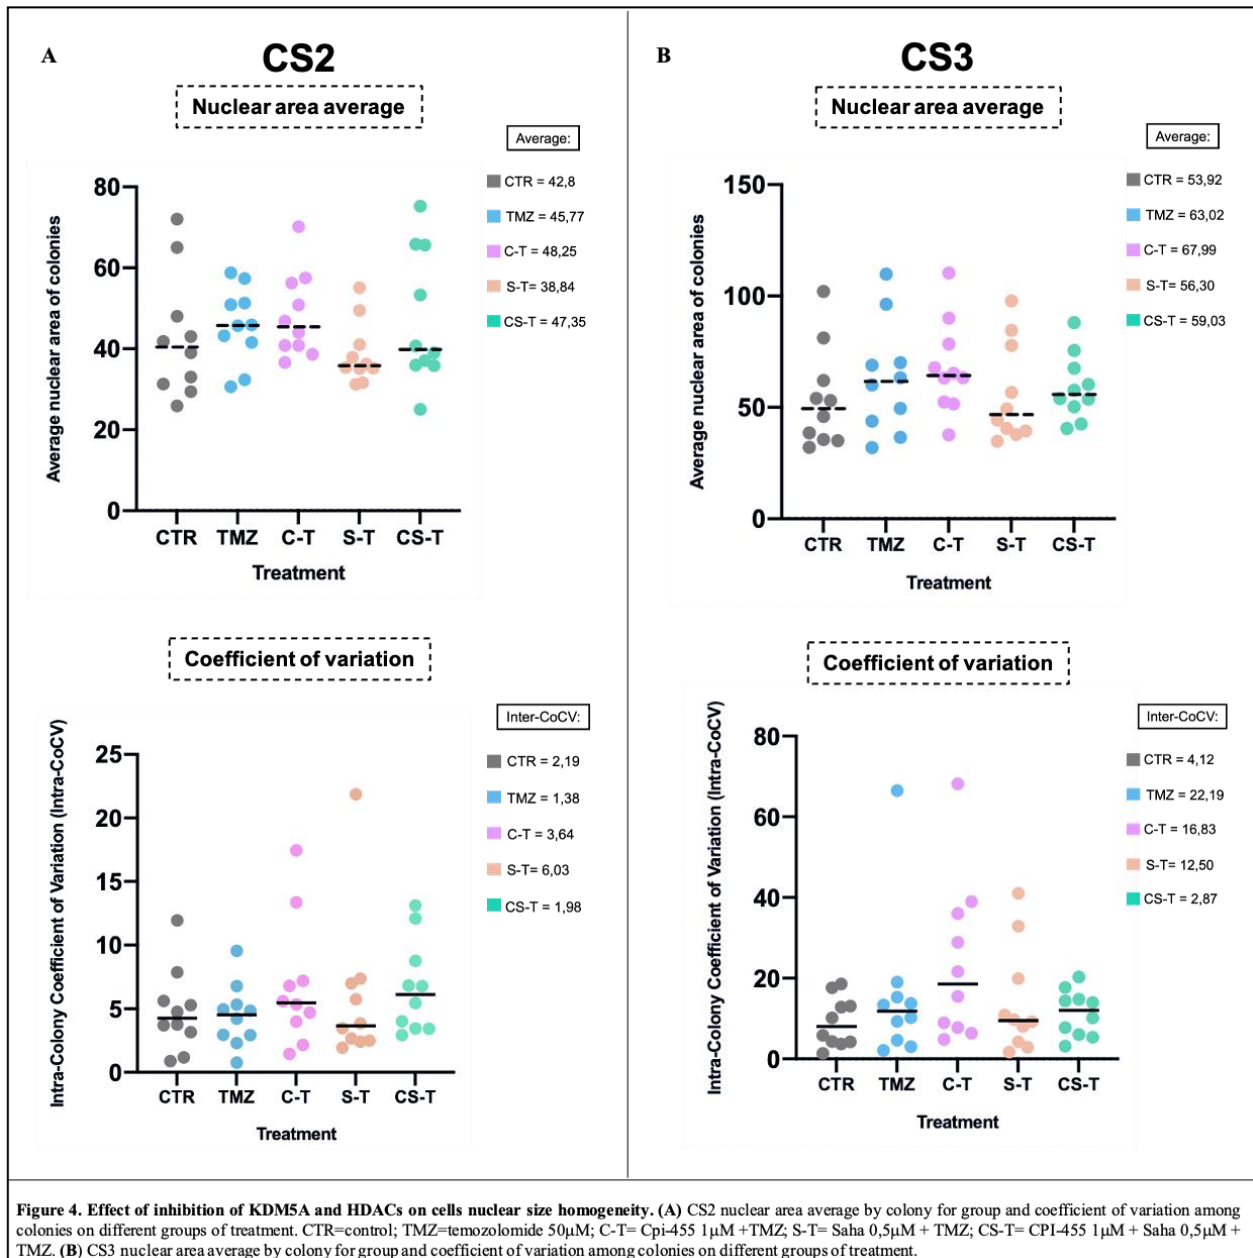 A
CS2
Nuclear area average
Average:
CTR = 42,8
TMZ = 45,77
C-T = 48,25
S-T= 38,84
CS-T = 47,35
Average nuclear area of colonies
80
60
40
20
0
CTR TMZ C-T S-T CS-T
Treatment
Coefficient of variation
Inter-CoCV:
CTR = 2,19
TMZ = 1,38
C-T = 3,64
S-T= 6,03
CS-T = 1,98
Intra-Colony Coefficient of Variation (Intra-CoCV)
25
20
15
10
5
0
CTR TMZ C-T S-T CS-T
Treatment
B
CS3
Nuclear area average
Average:
CTR = 53,92
TMZ = 63,02
C-T = 67,99
S-T= 56,30
CS-T = 59,03
Average nuclear area of colonies
150
100
50
0
CTR TMZ C-T S-T CS-T
Treatment
Coefficient of variation
Inter-CoCV:
CTR = 4,12
TMZ = 22,19
C-T = 16,83
S-T= 12,50
CS-T = 2,87
Intra-Colony Coefficient of Variation (Intra-CoCV)
80
60
40
20
0
CTR TMZ C-T S-T CS-T
Treatment
Figure 4. Effect of inhibition of KDM5A and HDACs on cells nuclear size homogeneity. (A) CS2 nuclear area average by colony for group and coefficient of variation among
colonies on different groups of treatment. CTR=control; TMZ=temozolomide 50µM; C-T= Cpi-455 1µM +TMZ; S-T= Saha 0,5µM + TMZ; CS-T= CPI-455 1µM + Saha 0,5µM +
TMZ. (B) CS3 nuclear area average by colony for group and coefficient of variation among colonies on different groups of treatment.